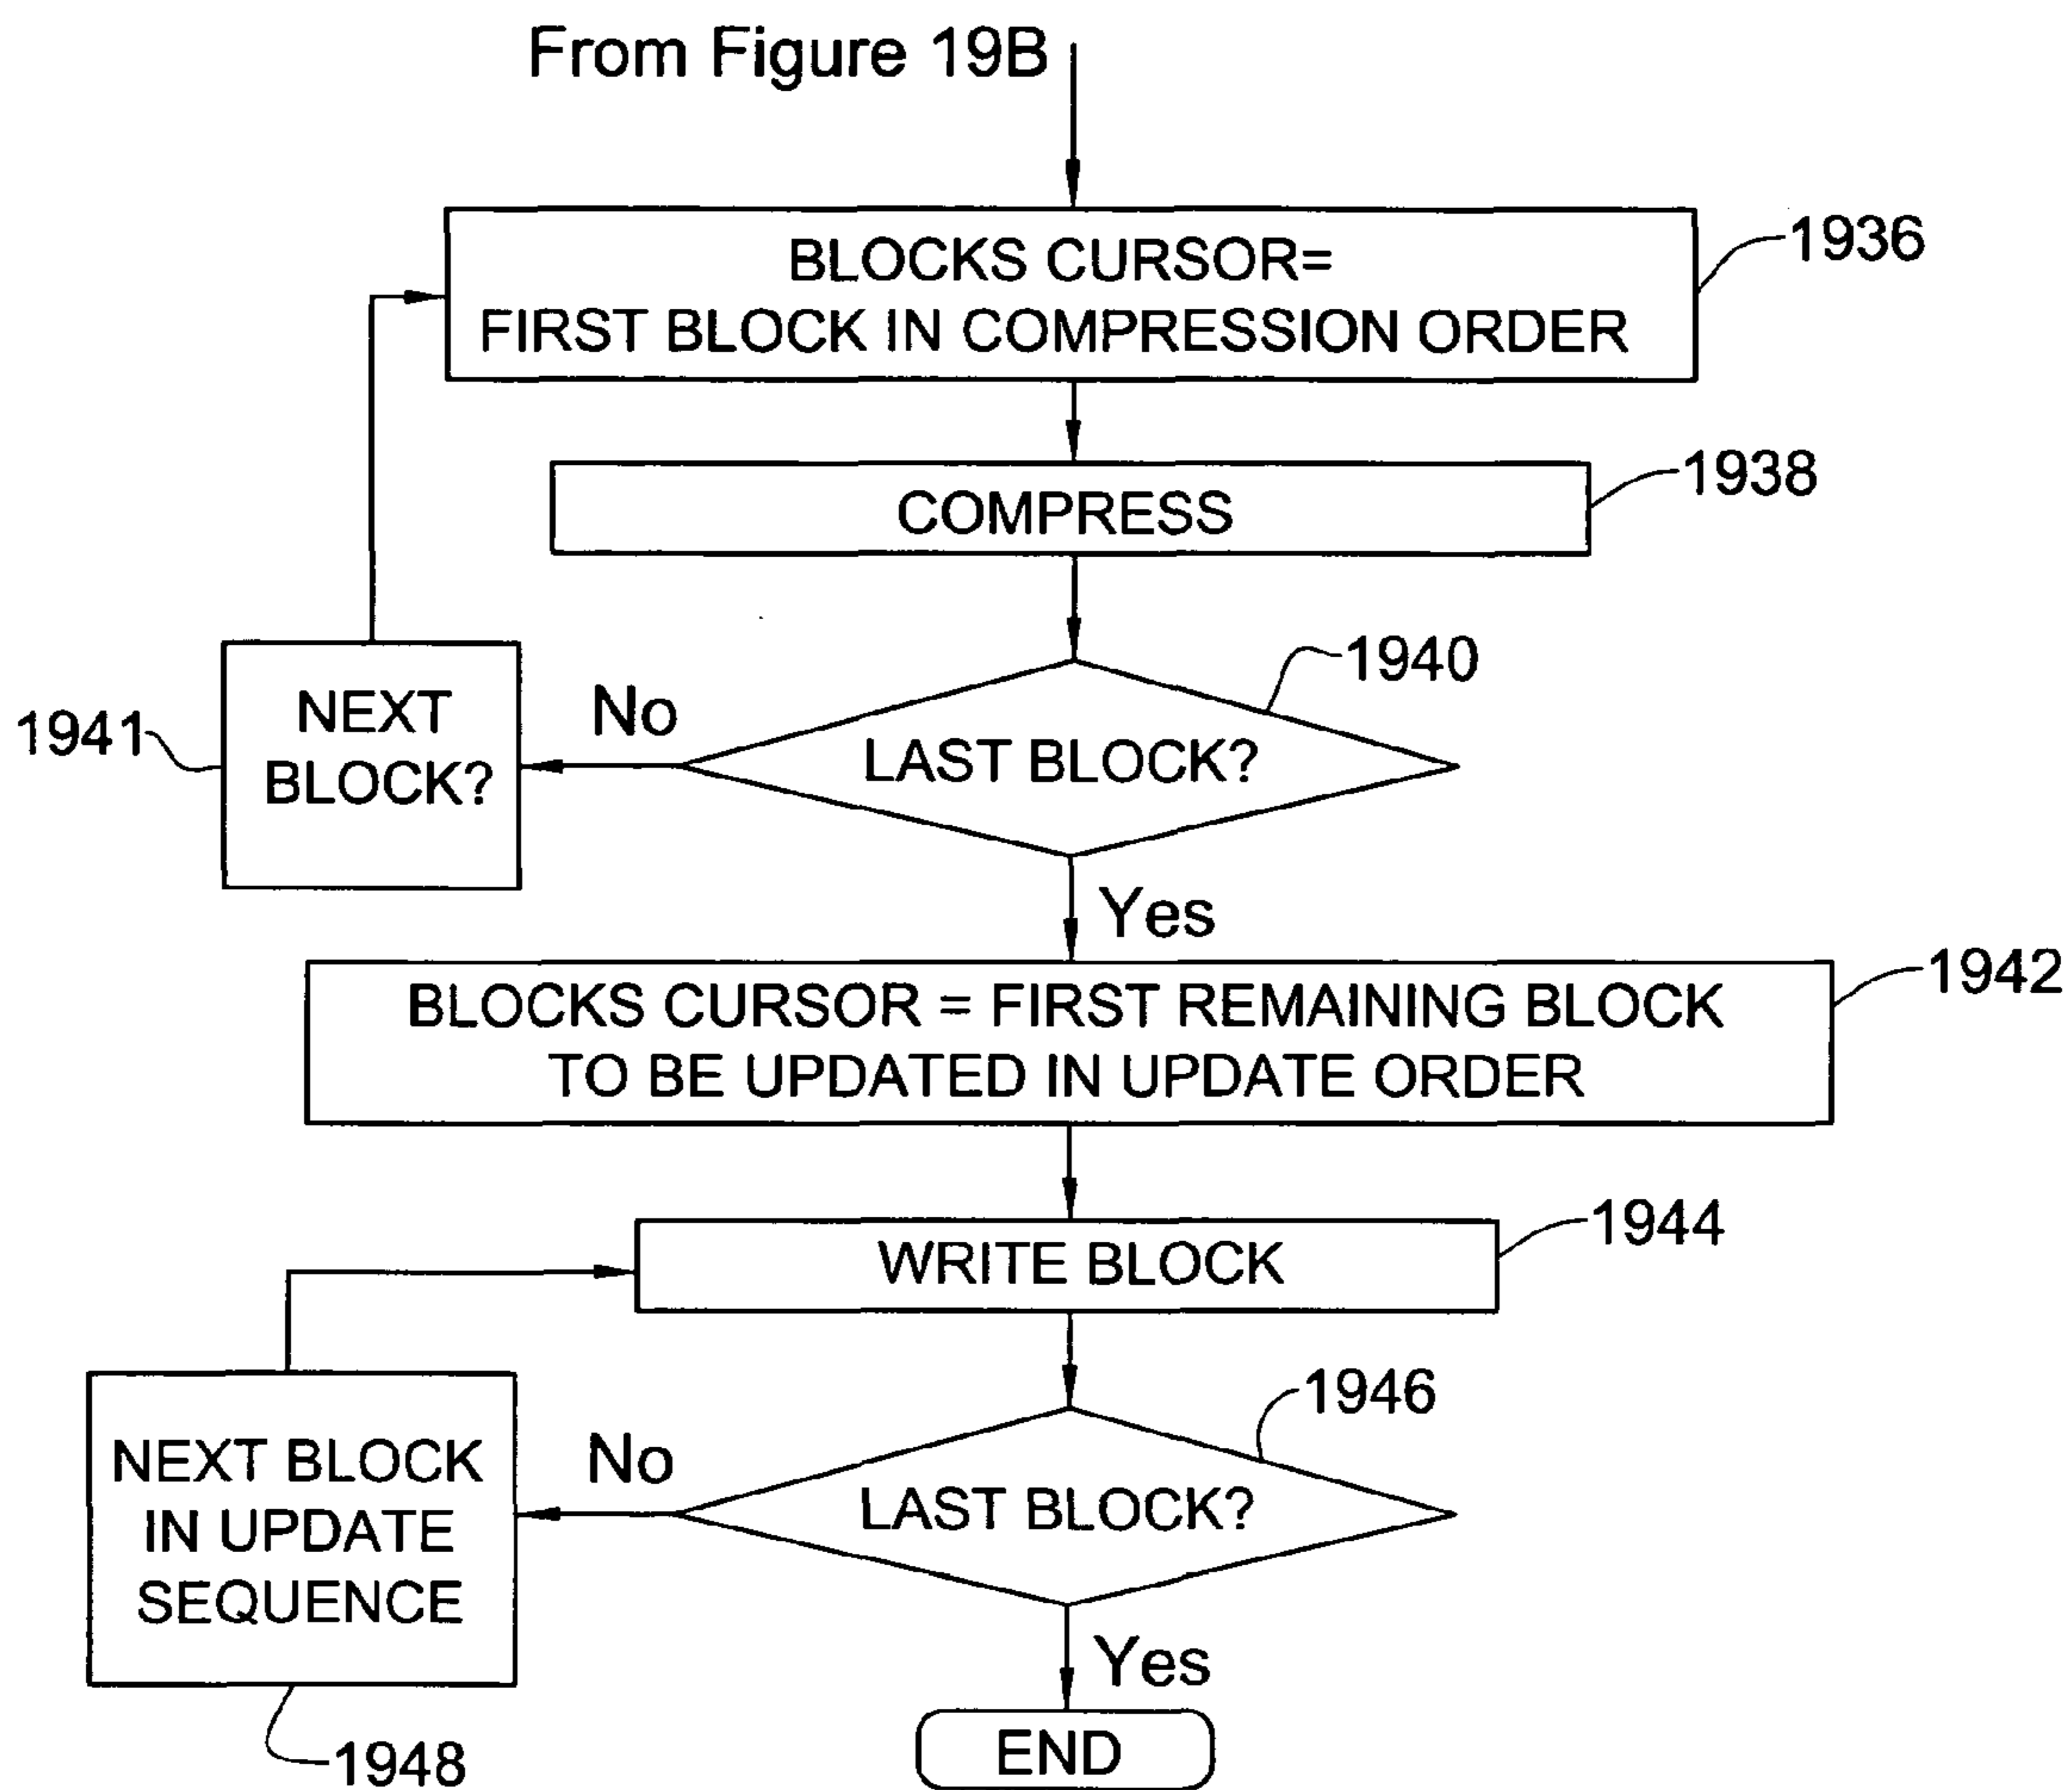 From Figure 19B
BLOCKS CURSOR=
FIRST BLOCK IN COMPRESSION ORDER
1936
COMPRESS
1938
1940
LAST BLOCK?
No
NEXT
BLOCK?
1941
Yes
BLOCKS CURSOR = FIRST REMAINING BLOCK
TO BE UPDATED IN UPDATE ORDER
1942
WRITE BLOCK
1944
1946
LAST BLOCK?
No
NEXT BLOCK
IN UPDATE
SEQUENCE
1948
Yes
END